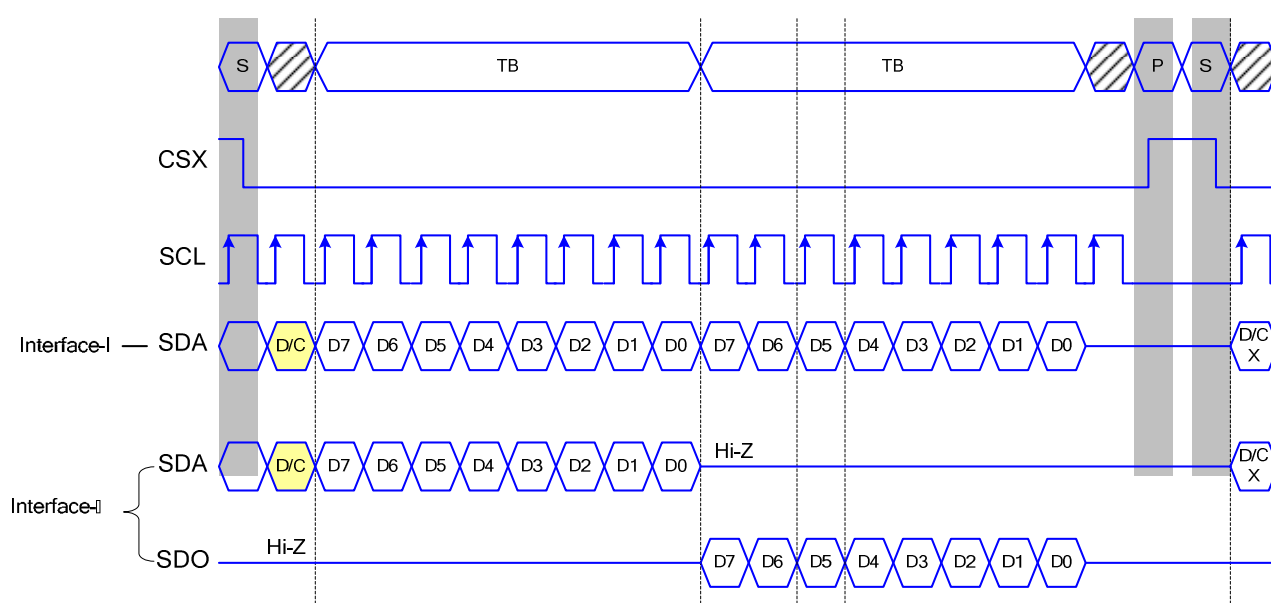 S TB TB P S
CSX
SCL
Interface-I SDA D/C D7 D6 D5 D4 D3 D2 D1 D0 D7 D6 D5 D4 D3 D2 D1 D0 D/C
X
SDA D/C D7 D6 D5 D4 D3 D2 D1 D0 Hi-Z D/C
X
Interface-▯
SDO Hi-Z D7 D6 D5 D4 D3 D2 D1 D0